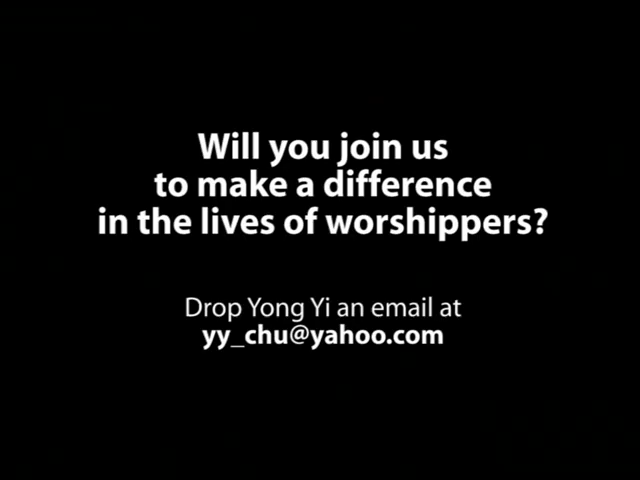 Will you join us
to make a difference
in the lives of worshippers?
Drop Yong Yi an email at
yy_chu@yahoo.com